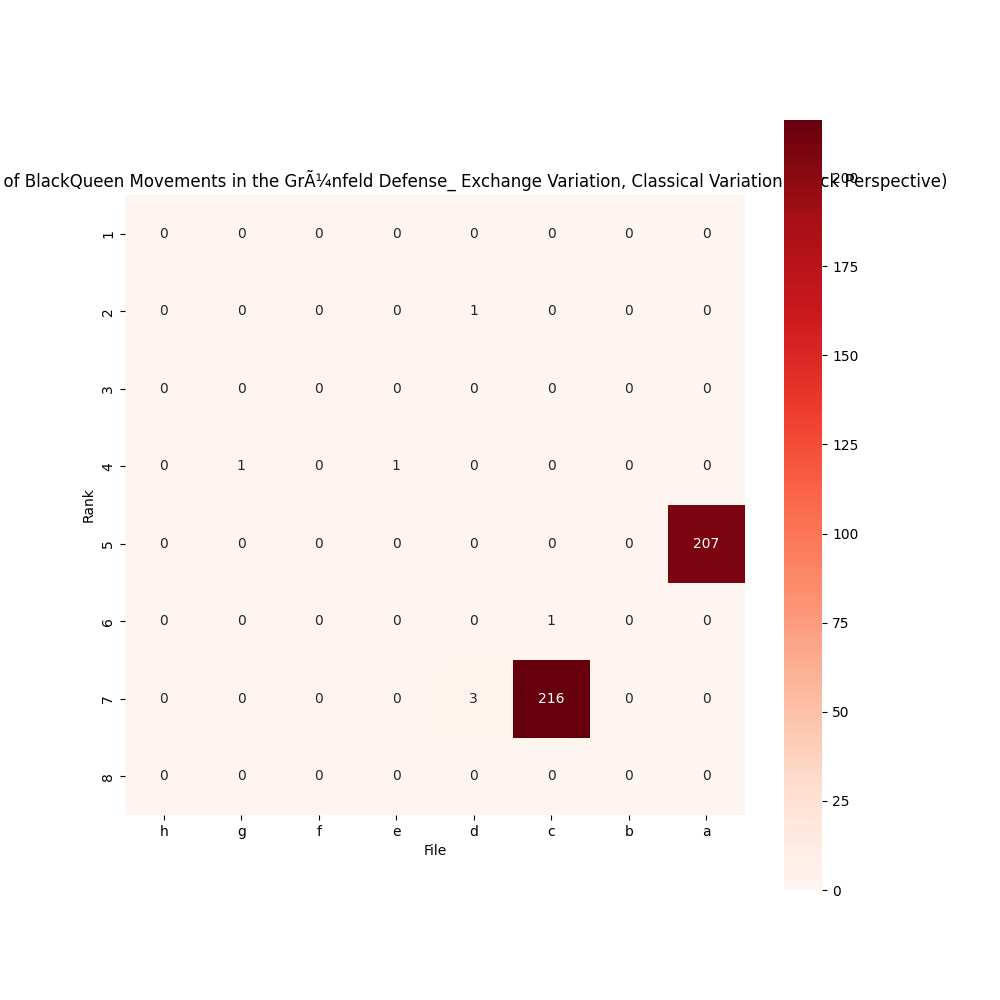 of BlackQueen Movements in the GrÃ¼nfeld Defense_ Exchange Variation, Classical Variation Perspective)
200
1 0 0 0 0 0 0 0 0
175
2 0 0 0 0 1 0 0 0
3 0 0 0 0 0 0 0 0
150
4 0 1 0 1 0 0 0 0
125
Rank
5 0 0 0 0 0 0 0 207
100
6 0 0 0 0 0 1 0 0
75
7 0 0 0 0 3 216 0 0
50
8 0 0 0 0 0 0 0 0
25
h g f e d c b a
File
0